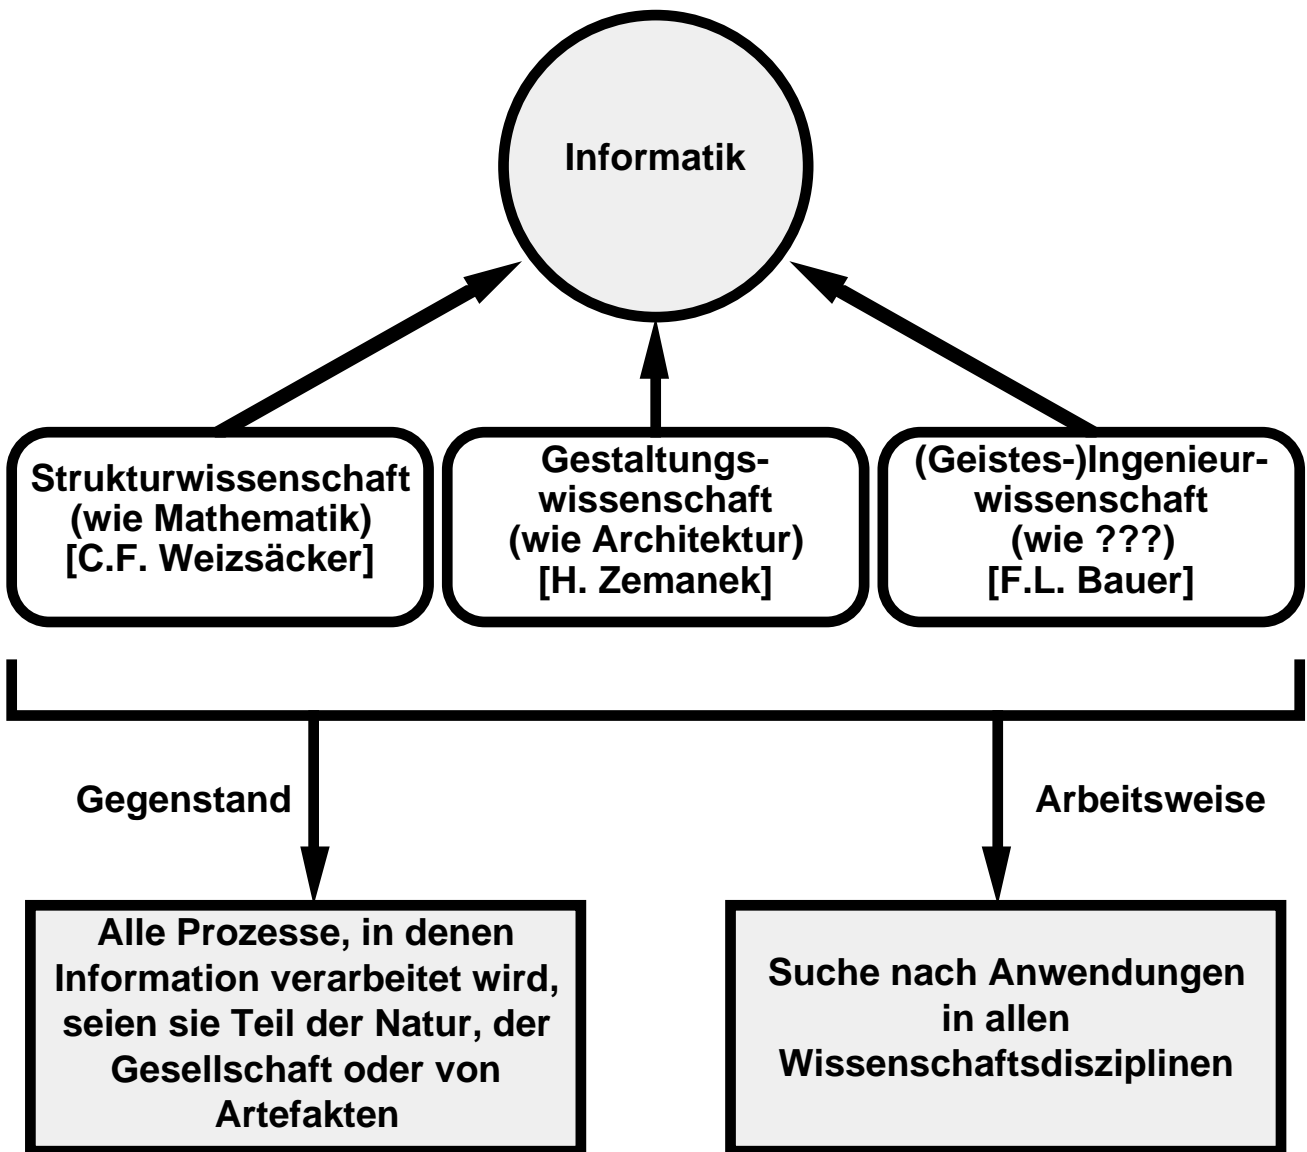 Informatik
Strukturwissenschaft
(wie Mathematik)
[C.F. Weizsäcker]
Gestaltungs-
wissenschaft
(wie Architektur)
[H. Zemanek]
(Geistes-)Ingenieur-
wissenschaft
(wie ???)
[F.L. Bauer]
Gegenstand
Arbeitsweise
Alle Prozesse, in denen
Information verarbeitet wird,
seien sie Teil der Natur, der
Gesellschaft oder von
Artefakten
Suche nach Anwendungen
in allen
Wissenschaftsdisziplinen